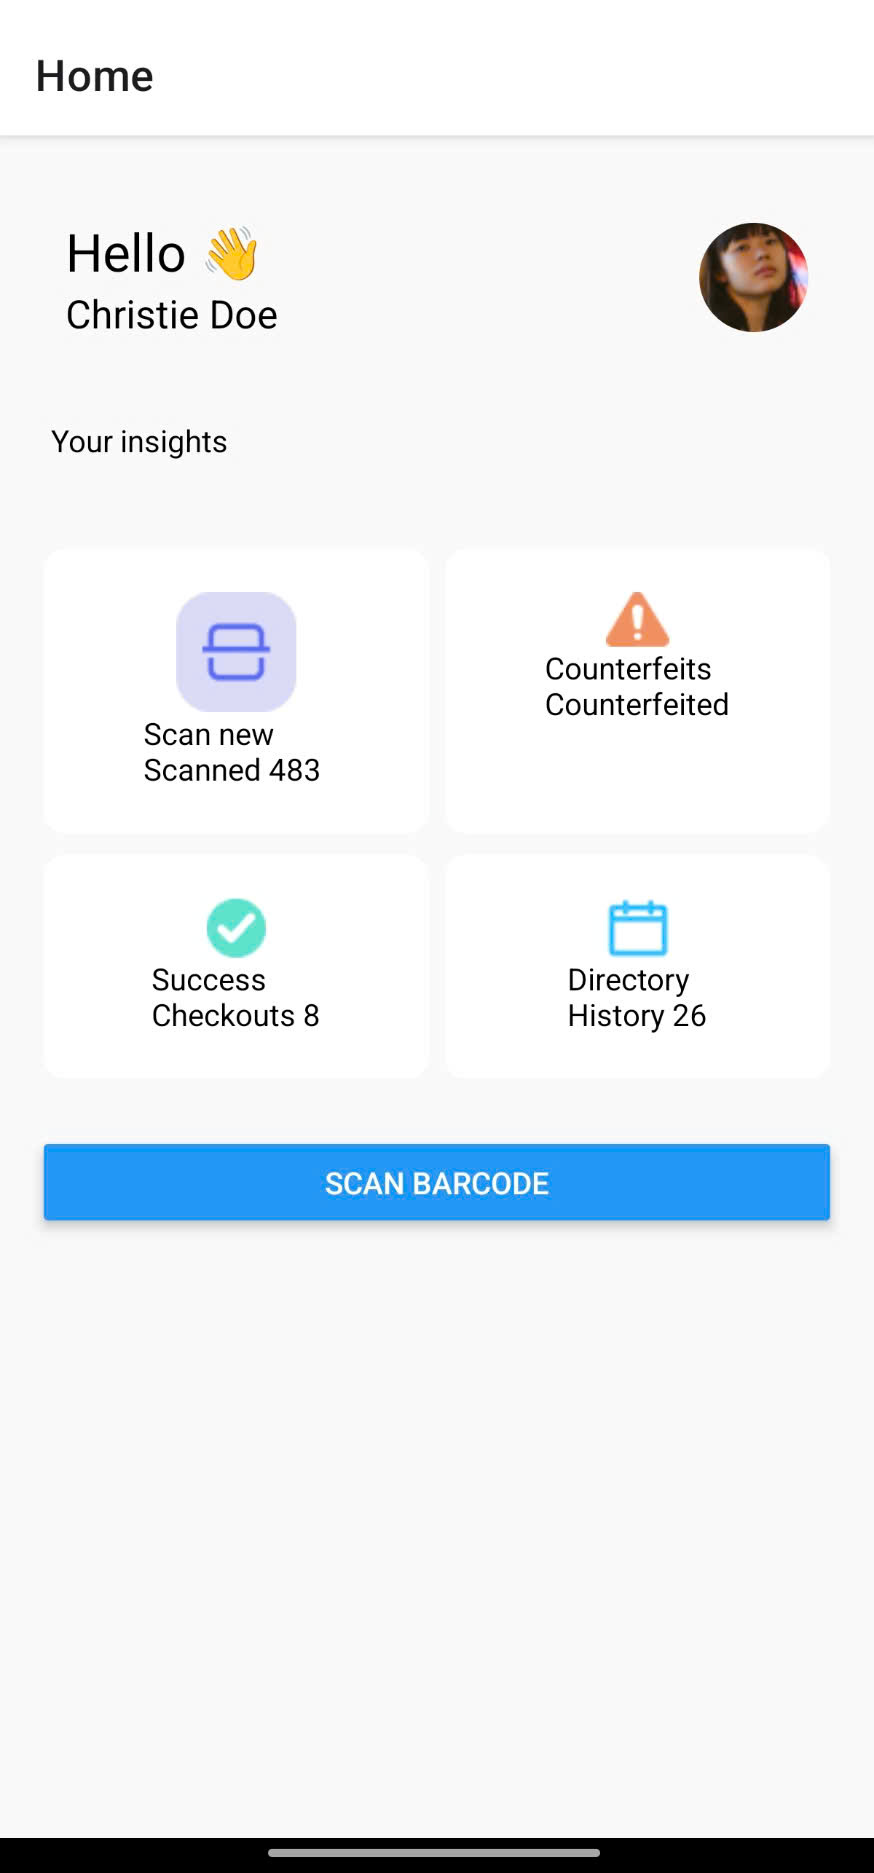 Home
Hello 👋
Christie Doe
Your insights
Scan new
Scanned 483
Counterfeits
Counterfeited
Success
Checkouts 8
Directory
History 26
SCAN BARCODE